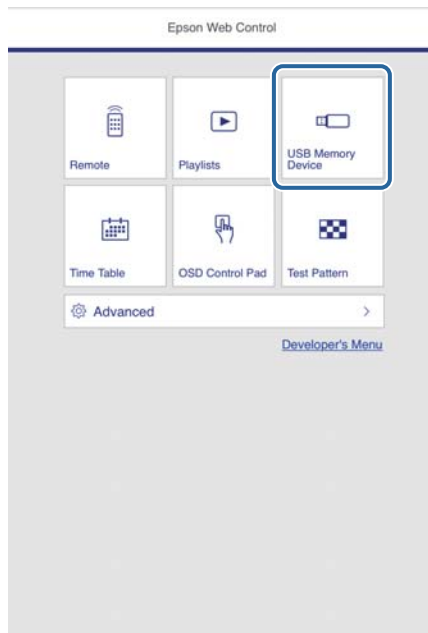 Epson Web Control
Remote
Playlists
USB Memory
Device
Time Table
OSD Control Pad
Test Pattern
Advanced
Developer's Menu